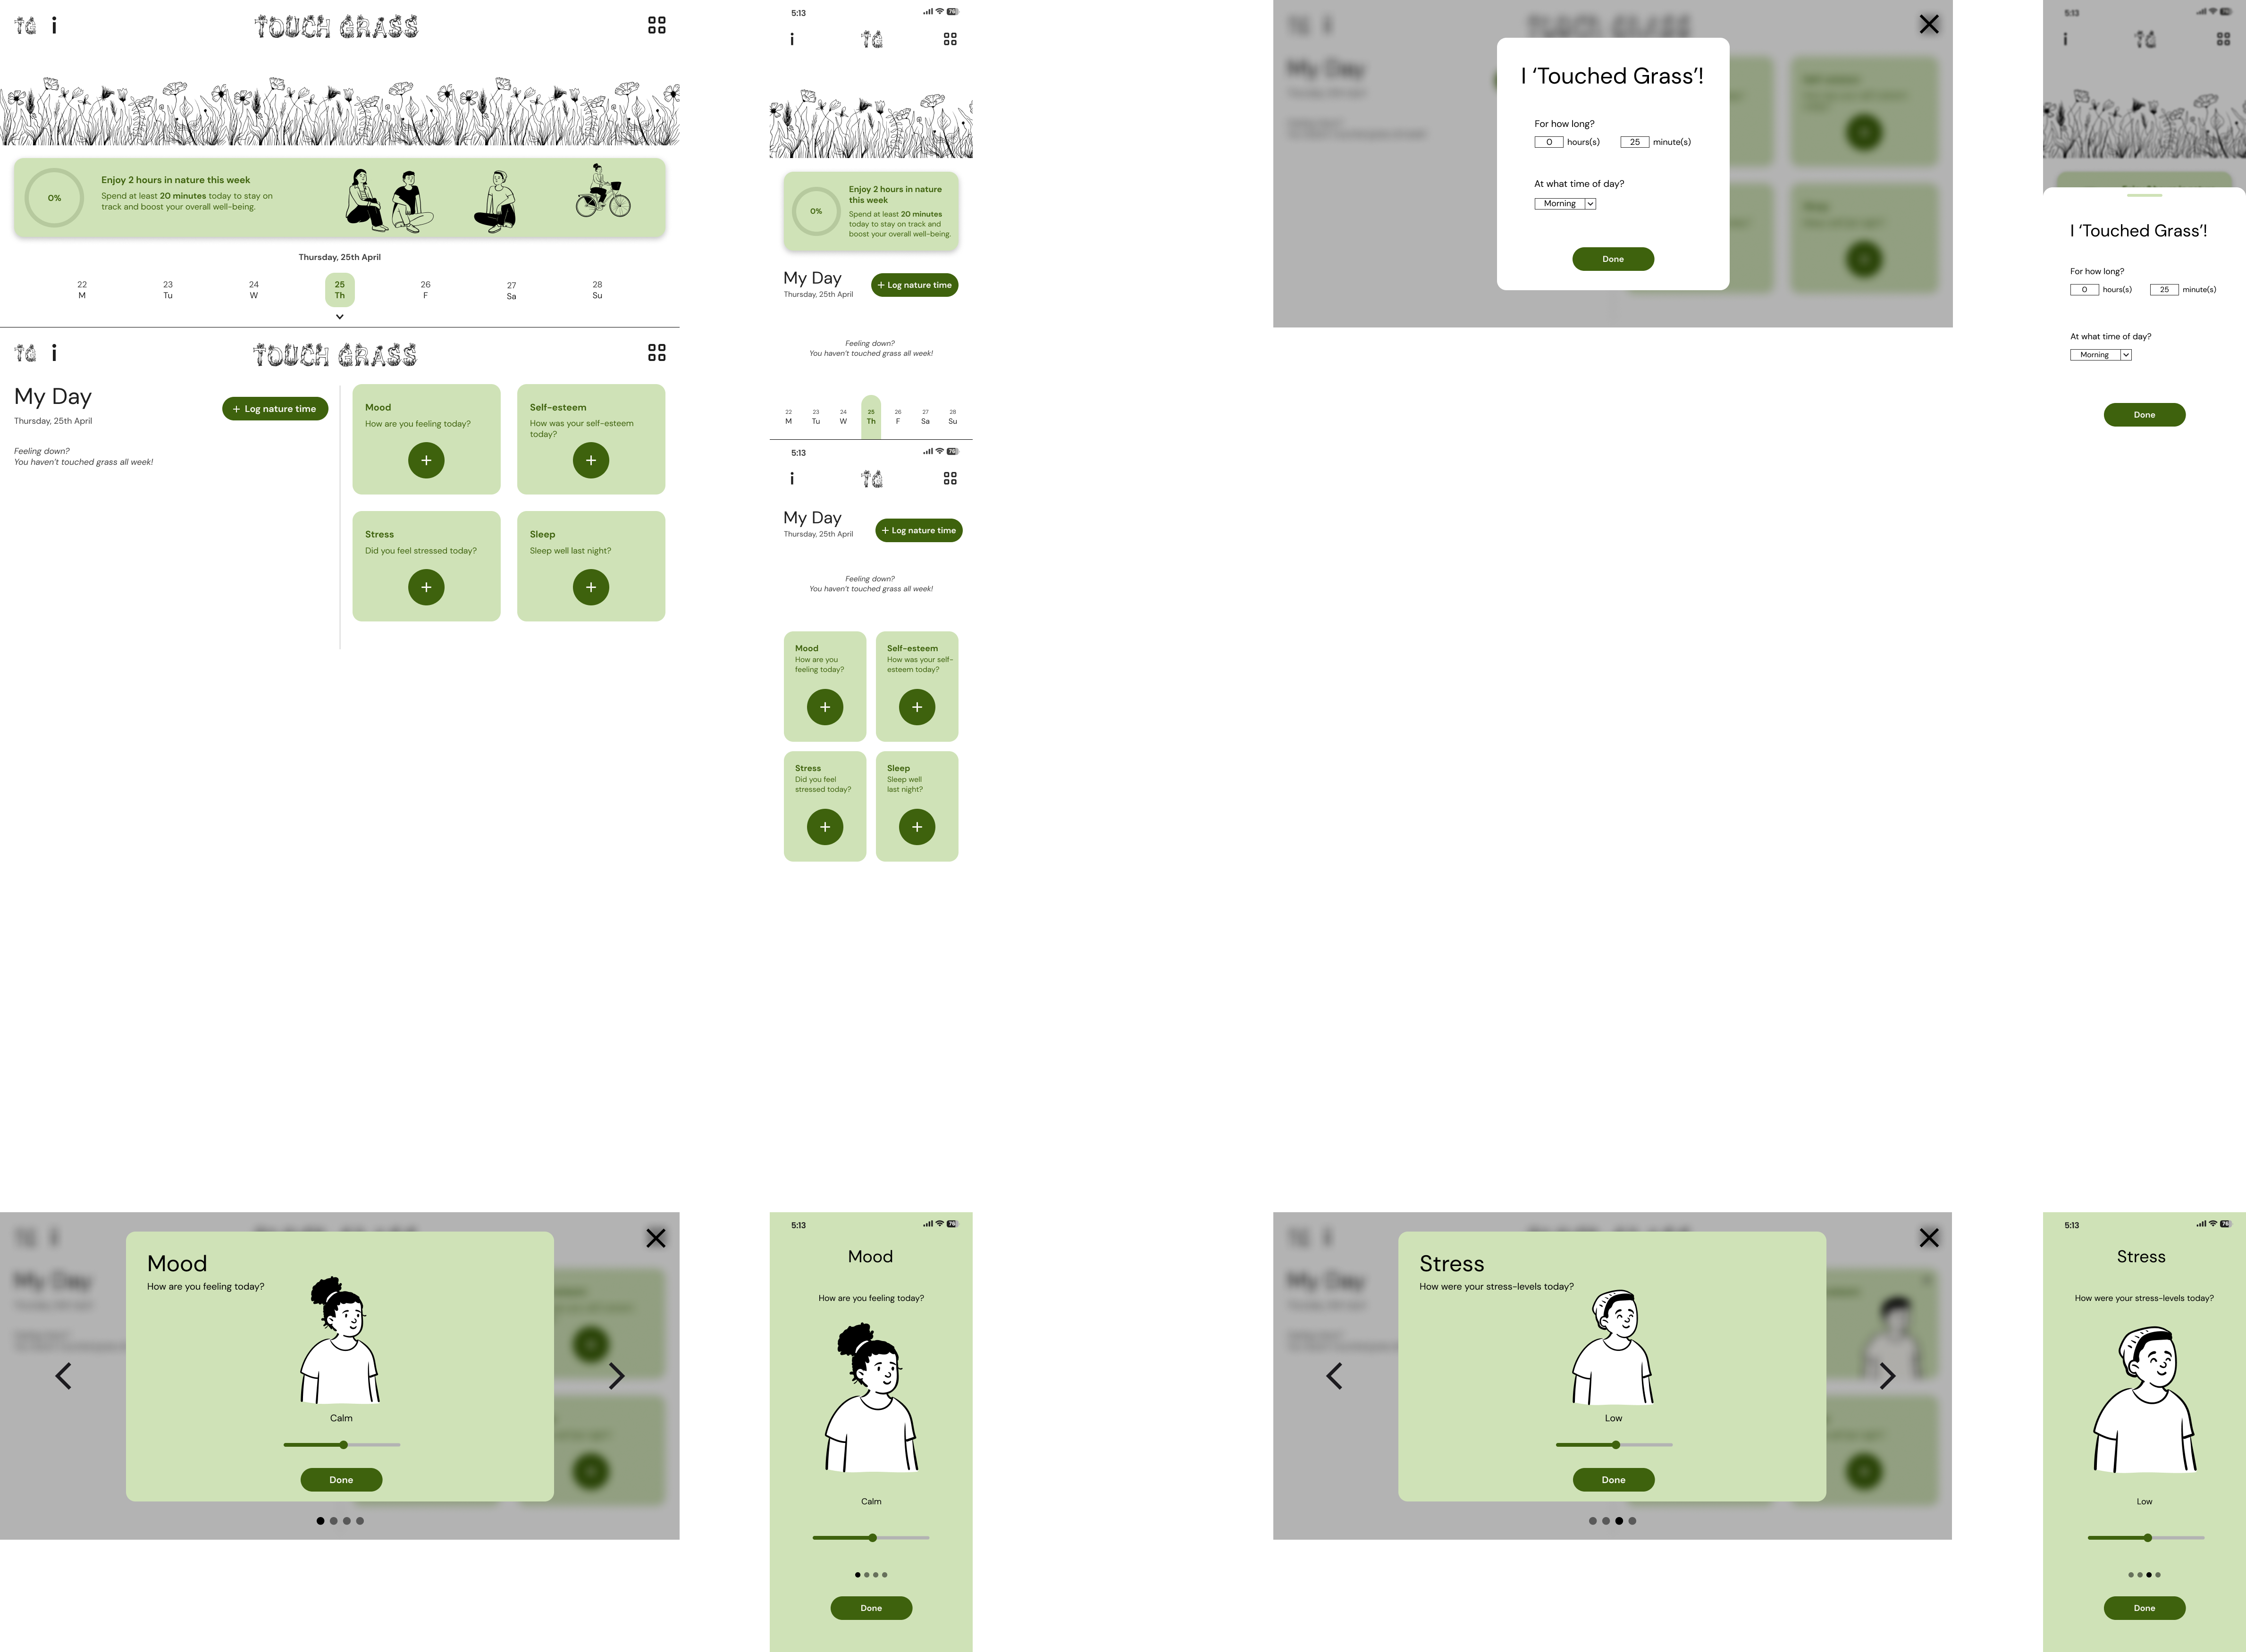 TG i
TOUCH GRASS
0%
Enjoy 2 hours in nature this week
Spend at least 20 minutes today to stay on
track and boost your overall well-being.
Thursday, 25th April
22 23 24 25 26 27 28
M Tu W Th F Sa Su
TG i
TOUCH GRASS
My Day
Thursday, 25th April
+ Log nature time
Feeling down?
You haven't touched grass all week!
Mood
How are you feeling today?
+
Self-esteem
How was your self-esteem
today?
+
Stress
Did you feel stressed today?
+
Sleep
Sleep well last night?
+
5:13
76
i
TG
0%
Enjoy 2 hours in nature
this week
Spend at least 20 minutes
today to stay on track and
boost your overall well-being.
My Day
Thursday, 25th April
+ Log nature time
Feeling down?
You haven't touched grass all week!
22 23 24 25 26 27 28
M Tu W Th F Sa Su
5:13
76
i
TG
My Day
Thursday, 25th April
+ Log nature time
Feeling down?
You haven't touched grass all week!
Mood
How are you
feeling today?
+
Self-esteem
How was your self-
esteem today?
+
Stress
Did you feel
stressed today?
+
Sleep
Sleep well
last night?
+
My Day
I 'Touched Grass'!
For how long?
0 hours(s) 25 minute(s)
At what time of day?
Morning
Done
5:13
i
TG
I 'Touched Grass'!
For how long?
0 hours(s) 25 minute(s)
At what time of day?
Morning
Done
My Day
Mood
How are you feeling today?
Calm
Done
5:13
76
Mood
How are you feeling today?
Calm
Done
My Day
Stress
How were your stress-levels today?
Low
Done
5:13
76
Stress
How were your stress-levels today?
Low
Done